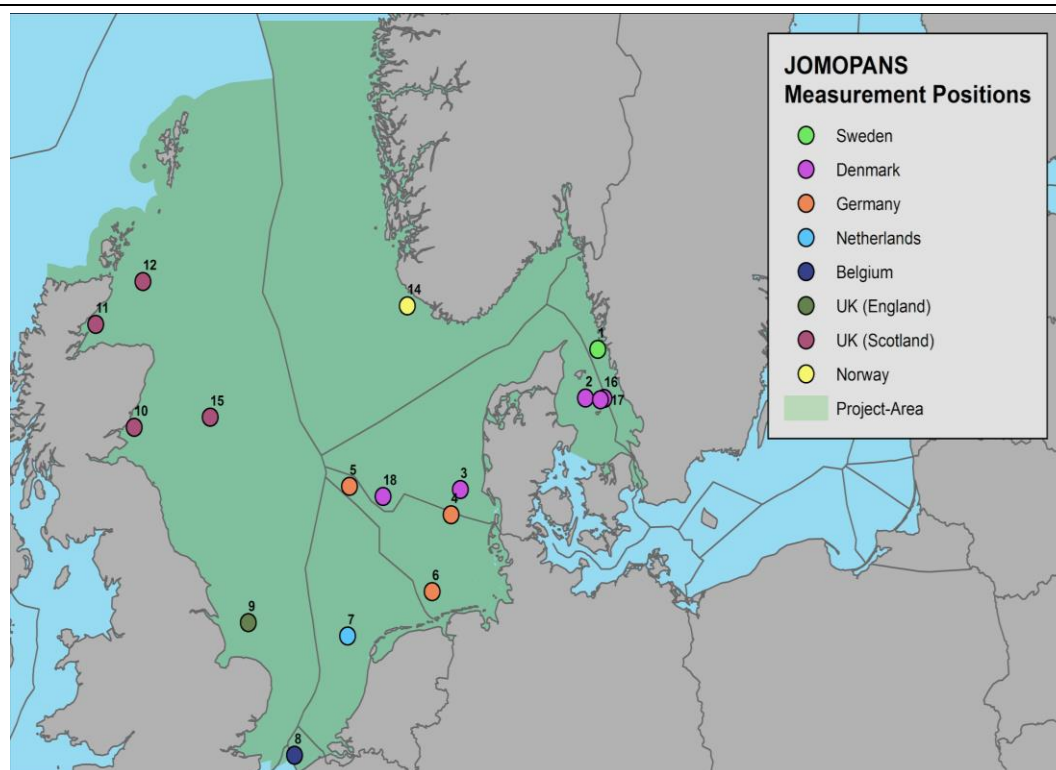 JOMOPANS
Measurement Positions
Sweden
Denmark
Germany
Netherlands
Belgium
UK (England)
UK (Scotland)
Norway
Project-Area
12
14
11
1
2
16
17
15
10
5
18
3
4
6
9
7
8